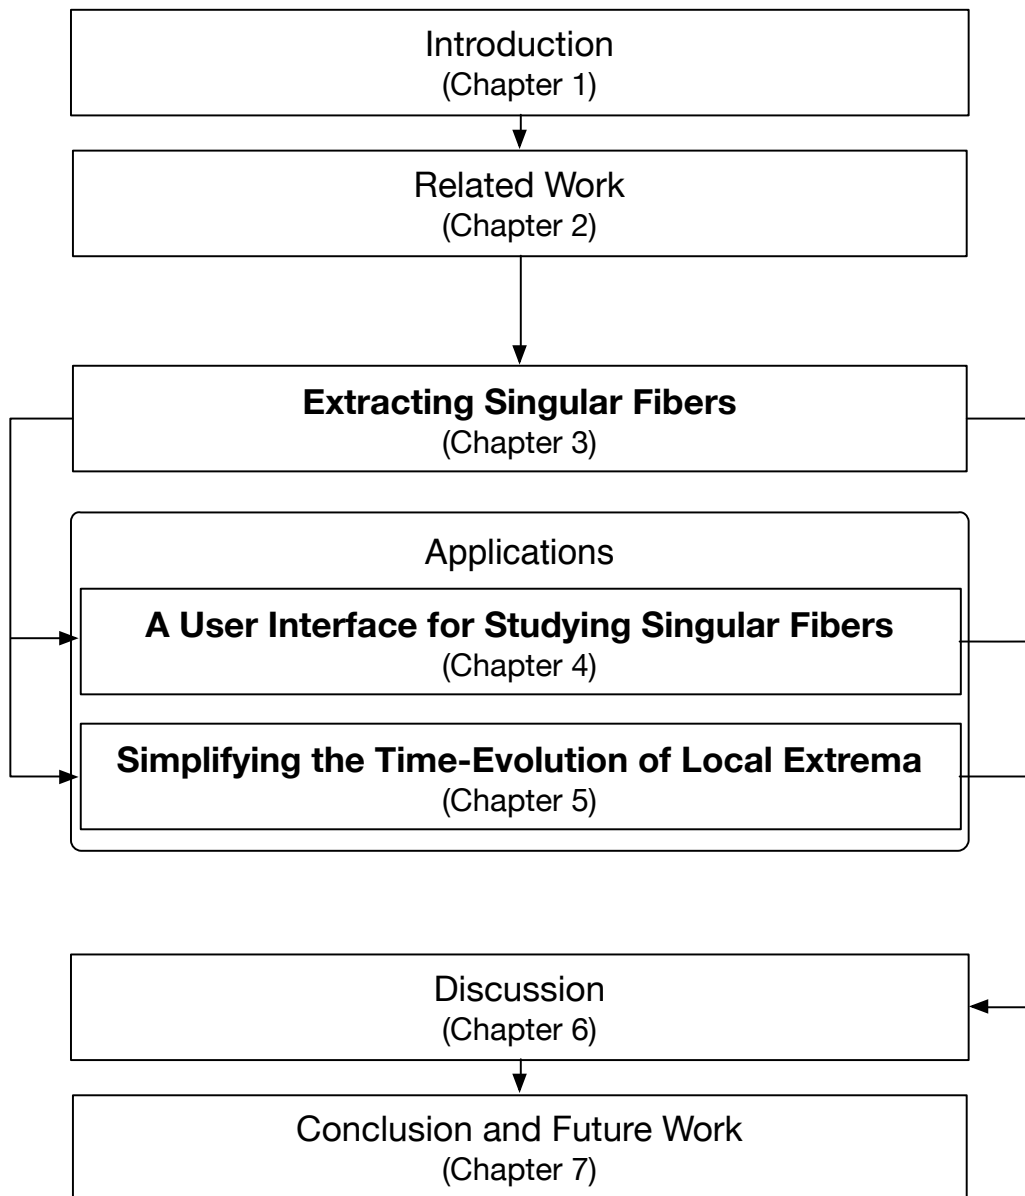 Introduction
(Chapter 1)
Related Work
(Chapter 2)
Extracting Singular Fibers
(Chapter 3)
Applications
A User Interface for Studying Singular Fibers
(Chapter 4)
Simplifying the Time-Evolution of Local Extrema
(Chapter 5)
Discussion
(Chapter 6)
Conclusion and Future Work
(Chapter 7)